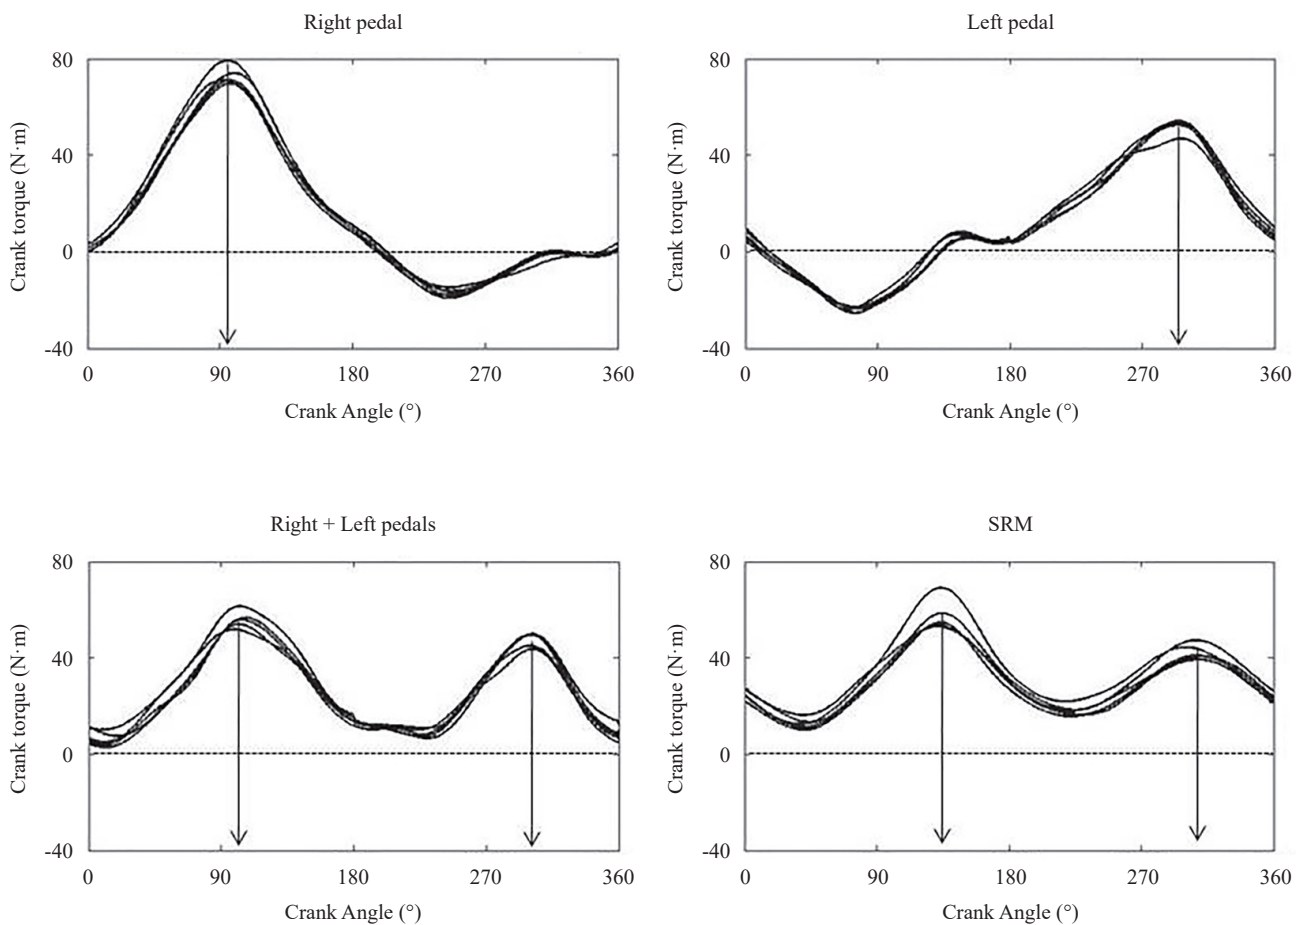 Right pedal
80
40
0
-40
Crank torque (N·m)
0 90 180 270 360
Crank Angle (°)
Left pedal
80
40
0
-40
Crank torque (N·m)
0 90 180 270 360
Crank Angle (°)
Right + Left pedals
80
40
0
-40
Crank torque (N·m)
0 90 180 270 360
Crank Angle (°)
SRM
80
40
0
-40
Crank torque (N·m)
0 90 180 270 360
Crank Angle (°)